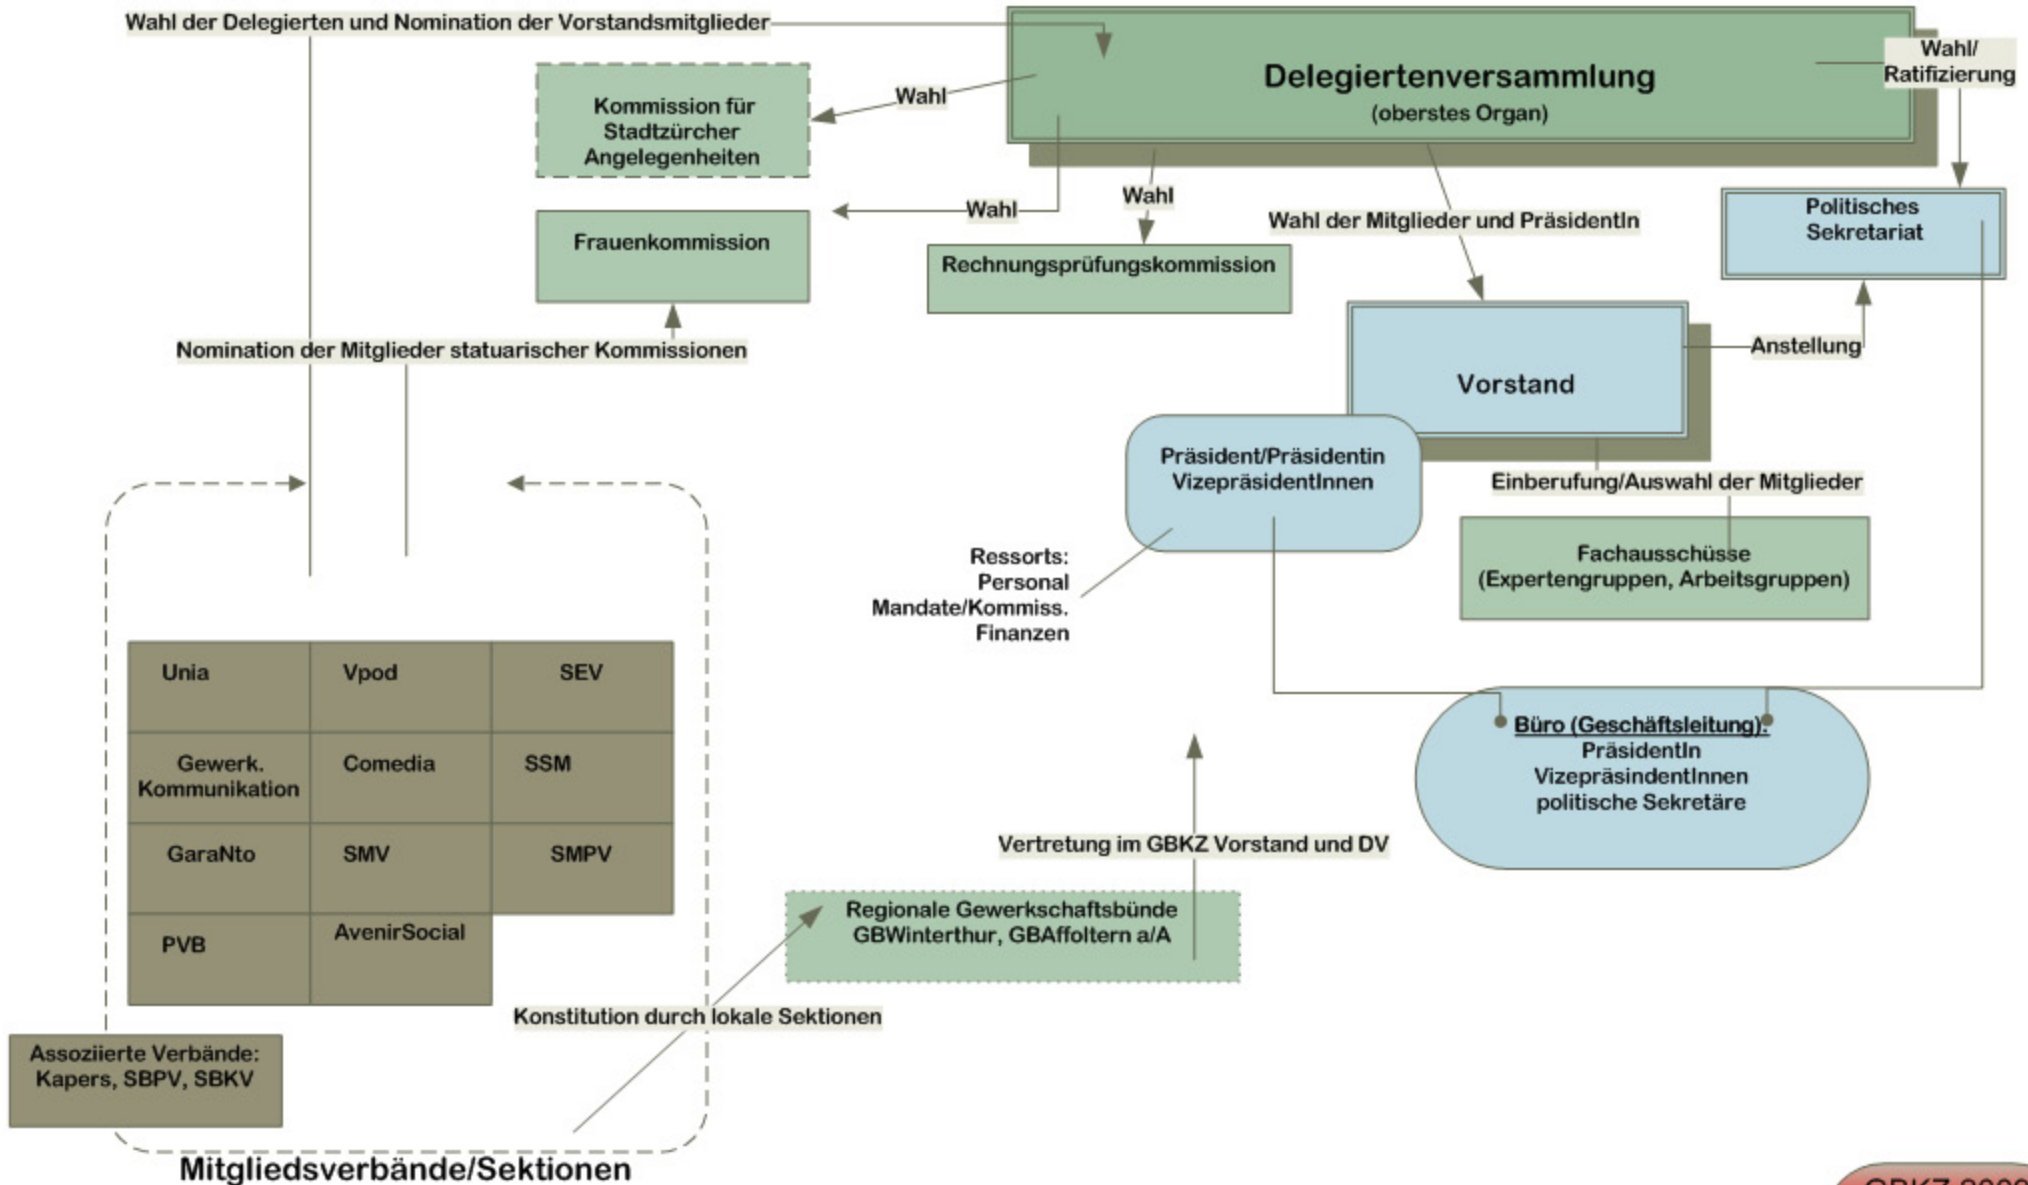 Wahl der Delegierten und Nomination der Vorstandsmitglieder
Delegiertenversammlung
(oberstes Organ)
Wahl/
Ratifizierung
Kommission für
Stadtzürcher
Angelegenheiten
Wahl
Frauenkommission
Wahl
Wahl
Rechnungsprüfungskommission
Wahl der Mitglieder und PräsidentIn
Politisches
Sekretariat
Nomination der Mitglieder statuarischer Kommissionen
Vorstand
Anstellung
Präsident/Präsidentin
VizepräsidentInnen
Einberufung/Auswahl der Mitglieder
Fachausschüsse
(Expertengruppen, Arbeitsgruppen)
Ressorts:
Personal
Mandate/Kommiss.
Finanzen
Unia
Vpod
SEV
Gewerk.
Kommunikation
Comedia
SSM
GaraNto
SMV
SMPV
PVB
AvenirSocial
Büro (Geschäftsleitung):
PräsidentIn
VizepräsindentInnen
politische Sekretäre
Vertretung im GBKZ Vorstand und DV
Regionale Gewerkschaftsbünde
GBWinterthur, GBAffoltern a/A
Konstitution durch lokale Sektionen
Assoziierte Verbände:
Kapers, SBPV, SBKV
Mitgliedsverbände/Sektionen
GBKZ